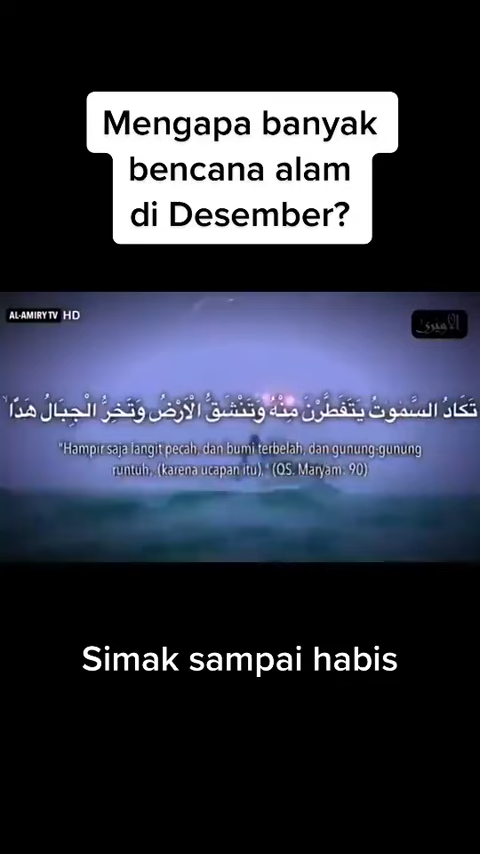 Mengapa banyak
bencana alam
di Desember?
AL-AMIRY TV HD
الأميري
تَكَادُ السَّمٰوٰتُ يَتَفَطَّرْنَ مِنْهُ وَتَنْشَقُّ الْاَرْضُ وَتَخِرُّ الْجِبَالُ هَدًّاۙ
"Hampir saja langit pecah, dan bumi terbelah, dan gunung-gunung
runtuh, (karena ucapan itu)," (QS. Maryam: 90)
Simak sampai habis